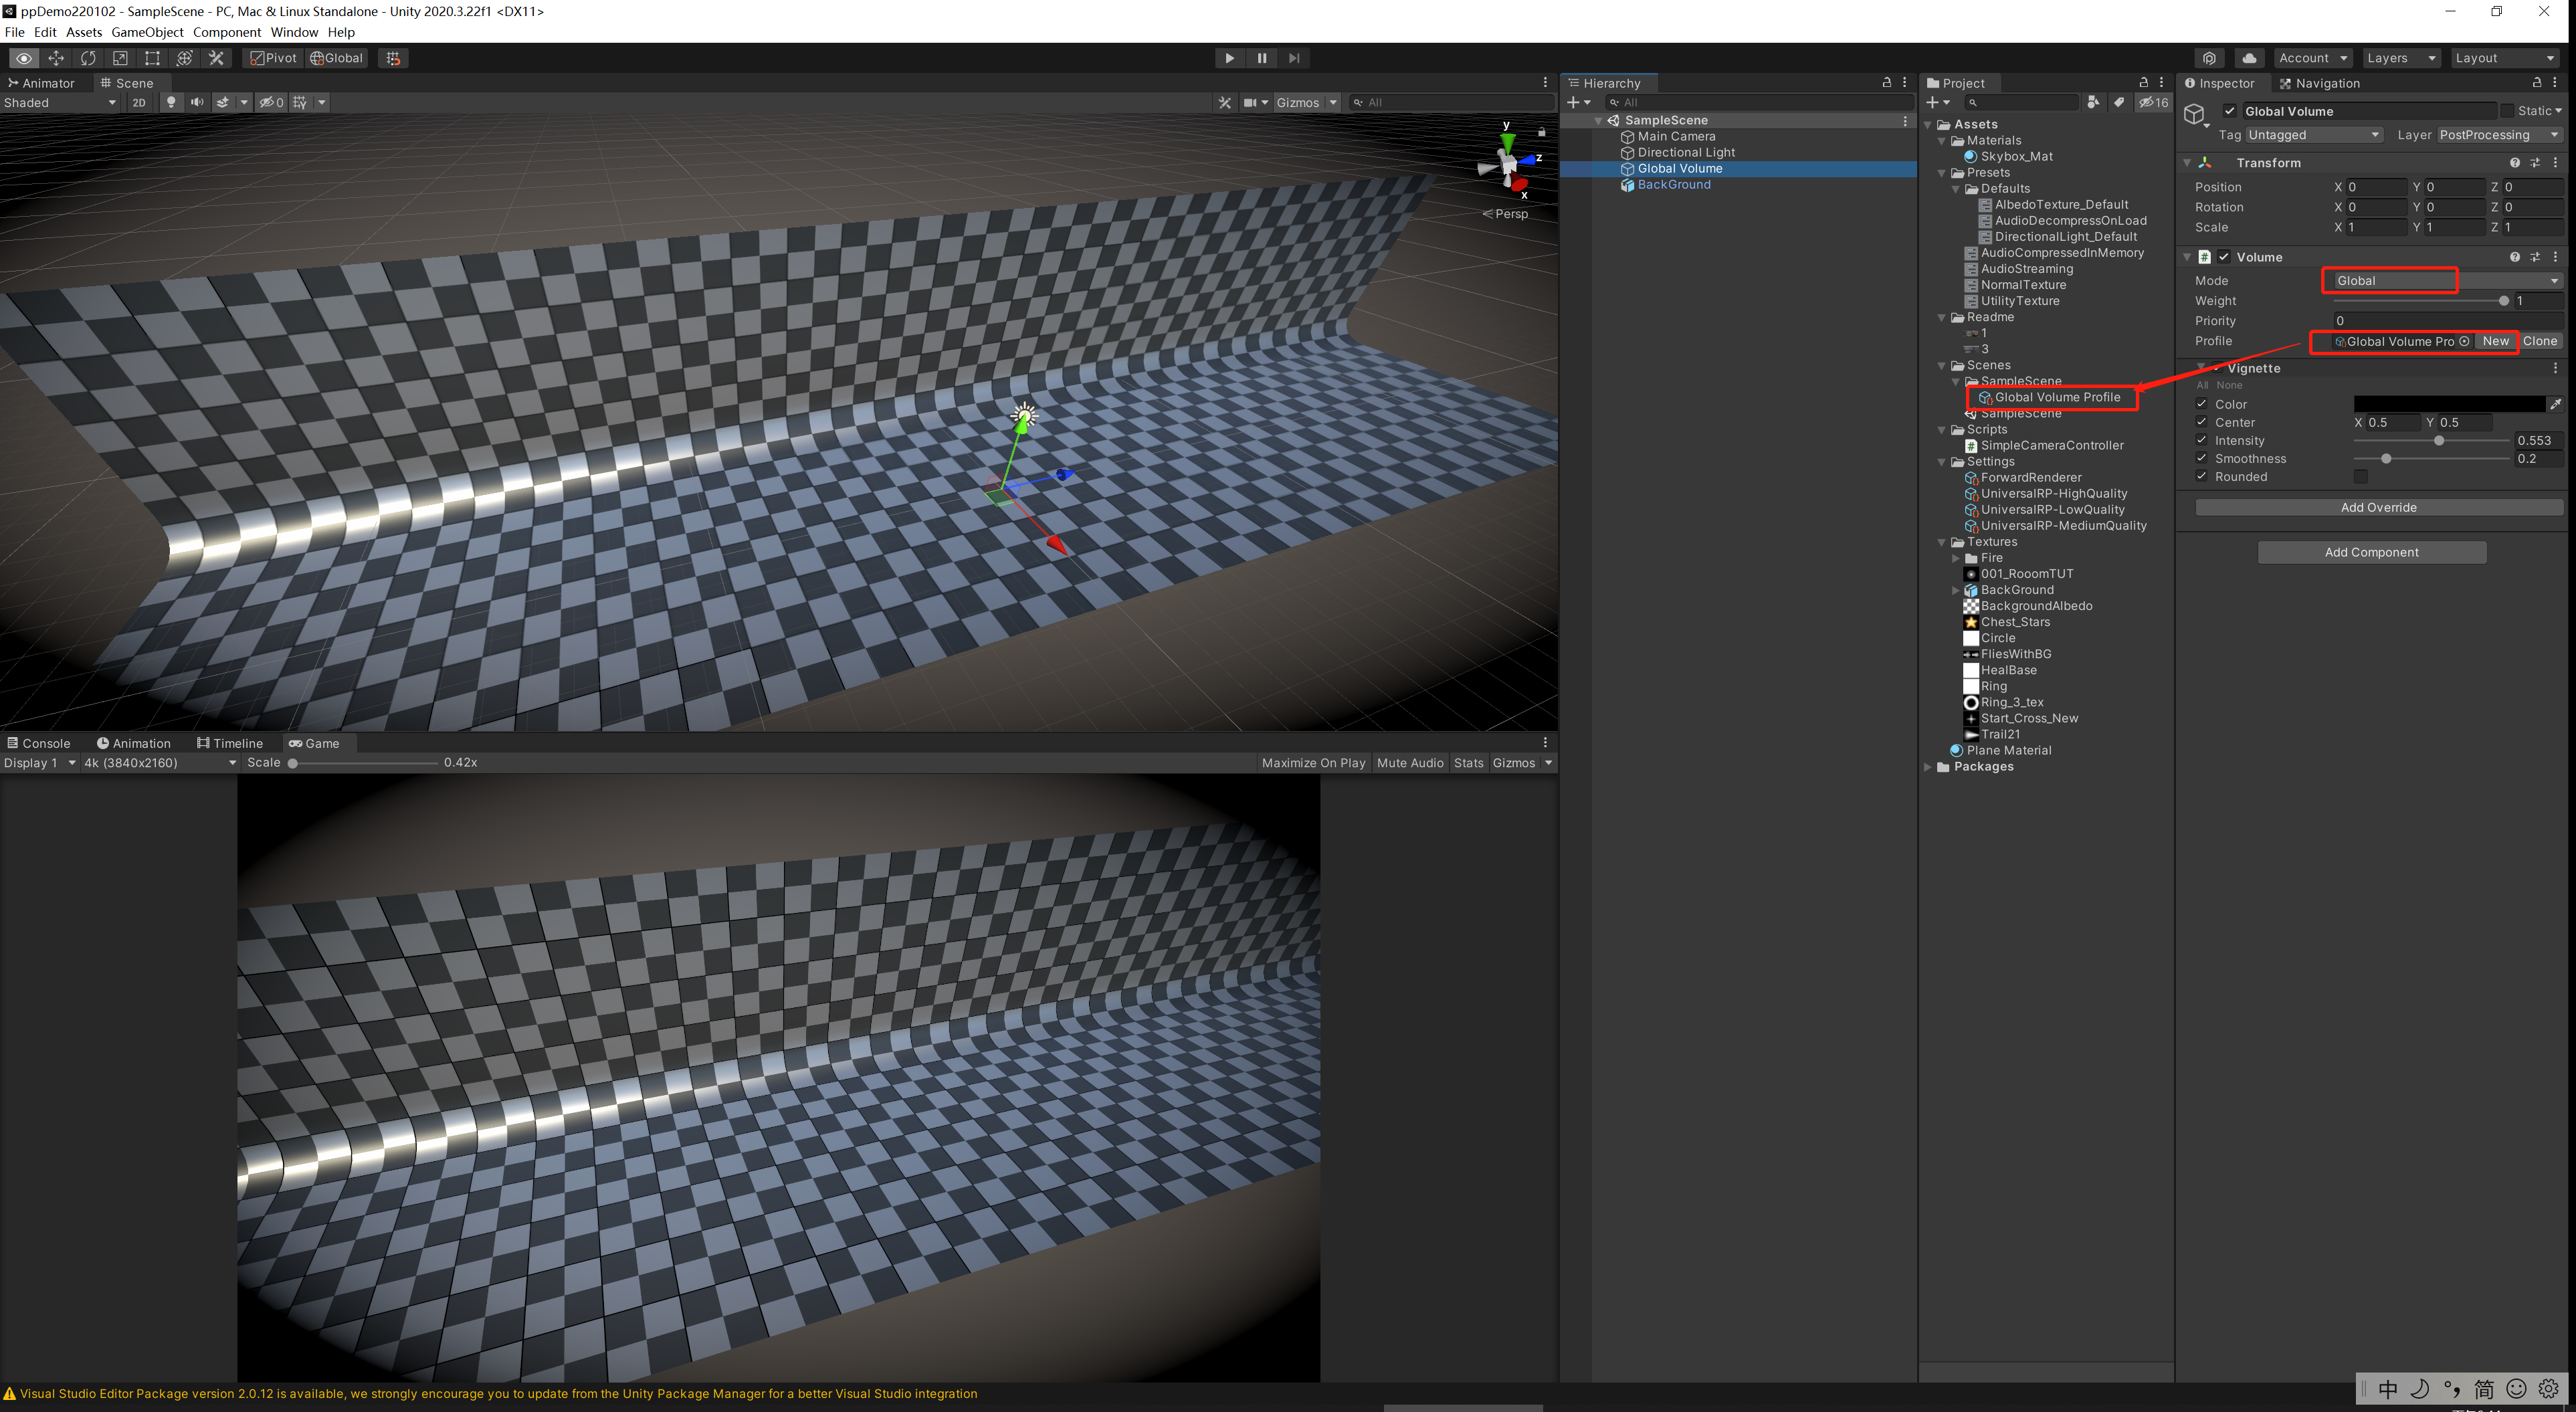 ppDemo220102 - SampleScene - PC, Mac & Linux Standalone - Unity 2020.3.22f1 <DX11>
File Edit Assets GameObject Component Window Help
Pivot Global
Account Layers Layout
Animator Scene
Shaded 2D 0 Gizmos All
y
z
x
Persp
Console Animation Timeline Game
Display 1 4k (3840x2160) Scale 0.42x Maximize On Play Mute Audio Stats Gizmos
Hierarchy
All
SampleScene
Main Camera
Directional Light
Global Volume
BackGround
Project
16
Assets
Materials
Skybox_Mat
Presets
Defaults
AlbedoTexture_Default
AudioDecompressOnLoad
DirectionalLight_Default
AudioCompressedInMemory
AudioStreaming
NormalTexture
UtilityTexture
Readme
1
3
Scenes
SampleScene
Global Volume Profile
SampleScene
Scripts
SimpleCameraController
Settings
ForwardRenderer
UniversalRP-HighQuality
UniversalRP-LowQuality
UniversalRP-MediumQuality
Textures
Fire
001_RooomTUT
BackGround
BackgroundAlbedo
Chest_Stars
Circle
FliesWithBG
HealBase
Ring
Ring_3_tex
Start_Cross_New
Trail21
Plane Material
Packages
Inspector Navigation
Global Volume Static
Tag Untagged Layer PostProcessing
Transform
Position X 0 Y 0 Z 0
Rotation X 0 Y 0 Z 0
Scale X 1 Y 1 Z 1
Volume
Mode Global
Weight 1
Priority 0
Profile Global Volume Pro New Clone
Vignette
All None
Color
Center X 0.5 Y 0.5
Intensity 0.553
Smoothness 0.2
Rounded
Add Override
Add Component
Visual Studio Editor Package version 2.0.12 is available, we strongly encourage you to update from the Unity Package Manager for a better Visual Studio integration
中 简